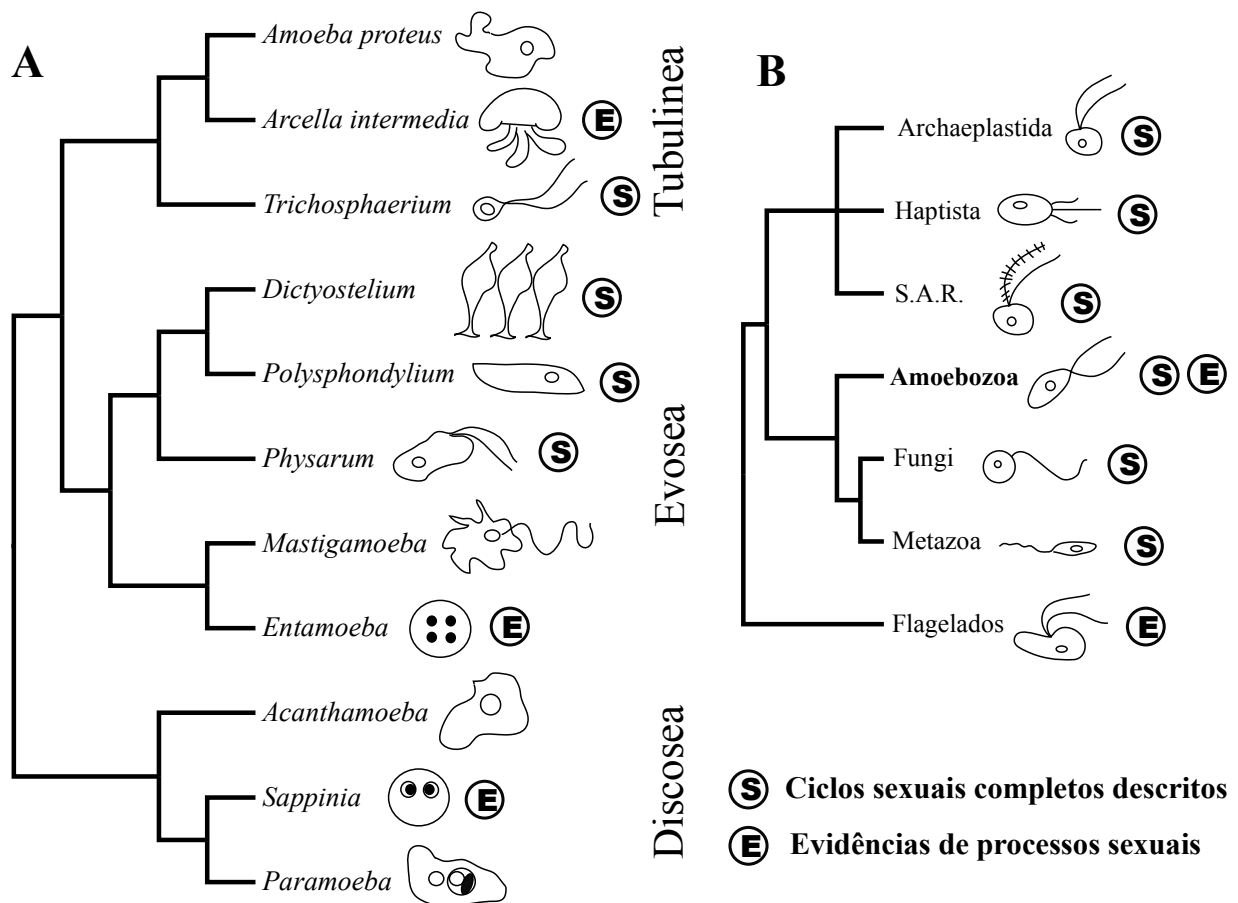 A
Amoeba proteus
Arcella intermedia
E
Trichosphaerium
S
Tubulinea
Dictyostelium
S
Polysphondylium
S
Physarum
S
Mastigamoeba
Entamoeba
E
Evosea
Acanthamoeba
Sappinia
E
Paramoeba
Discosea
B
Archaeplastida
S
Haptista
S
S.A.R.
S
Amoebozoa
S E
Fungi
S
Metazoa
S
Flagelados
E
S Ciclos sexuais completos descritos
E Evidências de processos sexuais